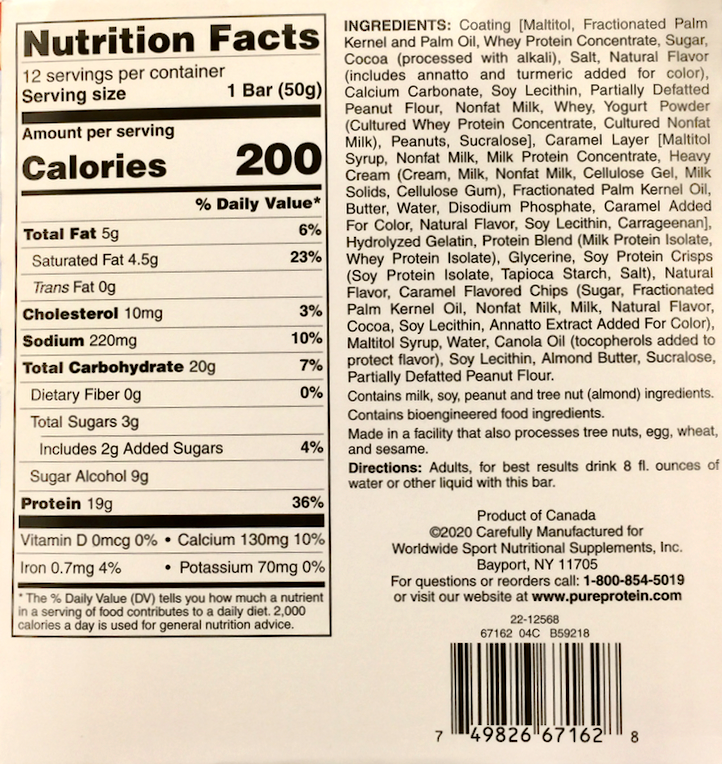 Nutrition Facts
12 servings per container
Serving size 1 Bar (50g)
Amount per serving
Calories 200
% Daily Value*
Total Fat 5g 6%
Saturated Fat 4.5g 23%
Trans Fat 0g
Cholesterol 10mg 3%
Sodium 220mg 10%
Total Carbohydrate 20g 7%
Dietary Fiber 0g 0%
Total Sugars 3g
Includes 2g Added Sugars 4%
Sugar Alcohol 9g
Protein 19g 36%
Vitamin D 0mcg 0% • Calcium 130mg 10%
Iron 0.7mg 4% • Potassium 70mg 0%
* The % Daily Value (DV) tells you how much a nutrient
in a serving of food contributes to a daily diet. 2,000
calories a day is used for general nutrition advice.
INGREDIENTS: Coating [Maltitol, Fractionated Palm
Kernel and Palm Oil, Whey Protein Concentrate, Sugar,
Cocoa (processed with alkali), Salt, Natural Flavor
(includes annatto and turmeric added for color),
Calcium Carbonate, Soy Lecithin, Partially Defatted
Peanut Flour, Nonfat Milk, Whey, Yogurt Powder
(Cultured Whey Protein Concentrate, Cultured Nonfat
Milk), Peanuts, Sucralose], Caramel Layer [Maltitol
Syrup, Nonfat Milk, Milk Protein Concentrate, Heavy
Cream (Cream, Milk, Nonfat Milk, Cellulose Gel, Milk
Solids, Cellulose Gum), Fractionated Palm Kernel Oil,
Butter, Water, Disodium Phosphate, Caramel Added
For Color, Natural Flavor, Soy Lecithin, Carrageenan],
Hydrolyzed Gelatin, Protein Blend (Milk Protein Isolate,
Whey Protein Isolate), Glycerine, Soy Protein Crisps
(Soy Protein Isolate, Tapioca Starch, Salt), Natural
Flavor, Caramel Flavored Chips (Sugar, Fractionated
Palm Kernel Oil, Nonfat Milk, Milk, Natural Flavor,
Cocoa, Soy Lecithin, Annatto Extract Added For Color),
Maltitol Syrup, Water, Canola Oil (tocopherols added to
protect flavor), Soy Lecithin, Almond Butter, Sucralose,
Partially Defatted Peanut Flour.
Contains milk, soy, peanut and tree nut (almond) ingredients.
Contains bioengineered food ingredients.
Made in a facility that also processes tree nuts, egg, wheat,
and sesame.
Directions: Adults, for best results drink 8 fl. ounces of
water or other liquid with this bar.
Product of Canada
©2020 Carefully Manufactured for
Worldwide Sport Nutritional Supplements, Inc.
Bayport, NY 11705
For questions or reorders call: 1-800-854-5019
or visit our website at www.pureprotein.com
22-12568
67162 04C B59218
7 49826 67162 8